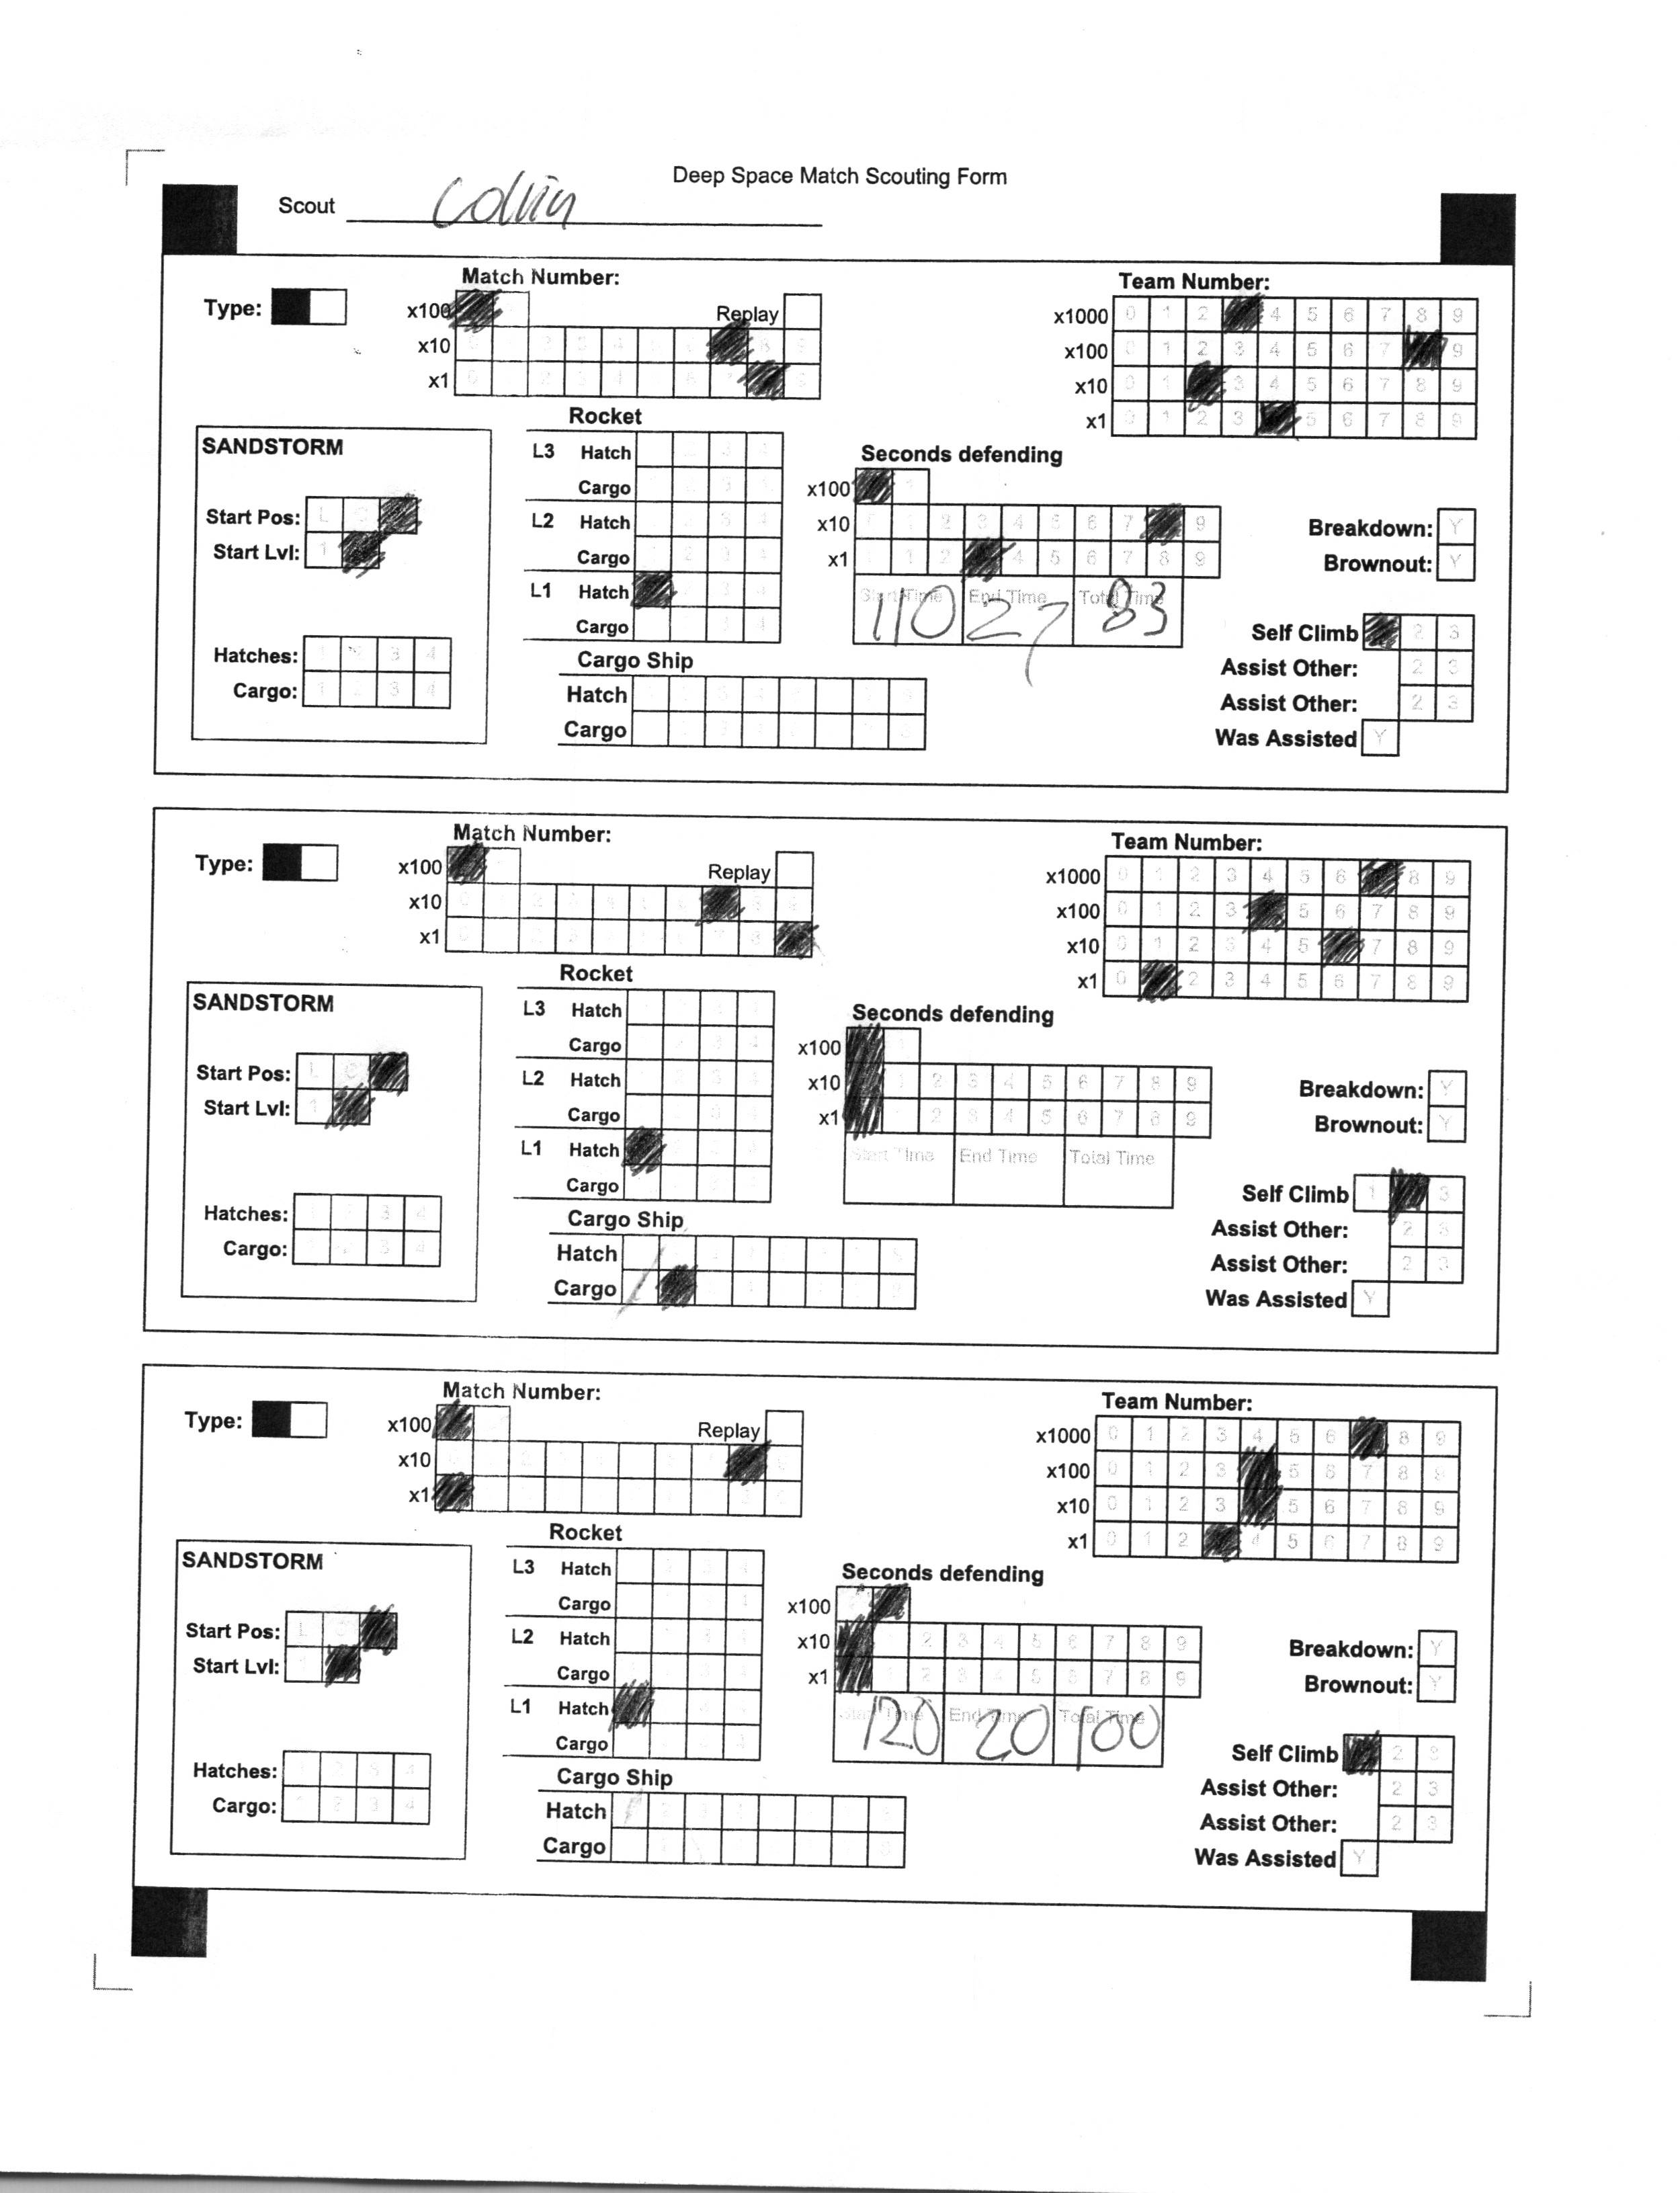 Deep Space Match Scouting Form
Scout Collin
Match Number:
Team Number:
Type:
x100
Replay
x10
x1
x1000 0 1 2 4 5 6 7 8 9
x100 0 1 2 3 4 5 6 7 9
x10 0 1 3 4 5 6 7 8 9
x1 0 1 2 3 5 6 7 8 9
SANDSTORM
Start Pos: L C
Start Lvl: 1
Hatches: 1 2 3 4
Cargo: 1 2 3 4
Rocket
L3 Hatch
Cargo
L2 Hatch
Cargo
L1 Hatch
Cargo
Cargo Ship
Hatch
Cargo
Seconds defending
x100 1
x10 1 2 3 4 5 6 7 9
x1 1 2 4 5 6 7 8 9
Start Time End Time Total Time
110 27 83
Breakdown: Y
Brownout: Y
Self Climb 2 3
Assist Other: 2 3
Assist Other: 2 3
Was Assisted Y
Match Number:
Team Number:
Type:
x100
Replay
x10
x1
x1000 0 1 2 3 4 5 6 8 9
x100 0 1 2 3 5 6 7 8 9
x10 0 1 2 3 4 5 7 8 9
x1 0 2 3 4 5 6 7 8 9
SANDSTORM
Start Pos: L C
Start Lvl: 1
Hatches: 1 2 3 4
Cargo: 1 2 3 4
Rocket
L3 Hatch
Cargo
L2 Hatch
Cargo
L1 Hatch
Cargo
Cargo Ship
Hatch
Cargo
Seconds defending
x100 1
x10 1 2 3 4 5 6 7 8 9
x1 1 2 3 4 5 6 7 8 9
Start Time End Time Total Time
Breakdown: Y
Brownout: Y
Self Climb 1 3
Assist Other: 2 3
Assist Other: 2 3
Was Assisted Y
Match Number:
Team Number:
Type:
x100
Replay
x10
x1
x1000 0 1 2 3 4 5 6 8 9
x100 0 1 2 3 5 6 7 8 9
x10 0 1 2 3 5 6 7 8 9
x1 0 1 2 4 5 6 7 8 9
SANDSTORM
Start Pos: L C
Start Lvl: 1
Hatches: 1 2 3 4
Cargo: 1 2 3 4
Rocket
L3 Hatch
Cargo
L2 Hatch
Cargo
L1 Hatch
Cargo
Cargo Ship
Hatch
Cargo
Seconds defending
x100
x10 1 2 3 4 5 6 7 8 9
x1 1 2 3 4 5 6 7 8 9
Start Time End Time Total Time
120 20 100
Breakdown: Y
Brownout: Y
Self Climb 2 3
Assist Other: 2 3
Assist Other: 2 3
Was Assisted Y